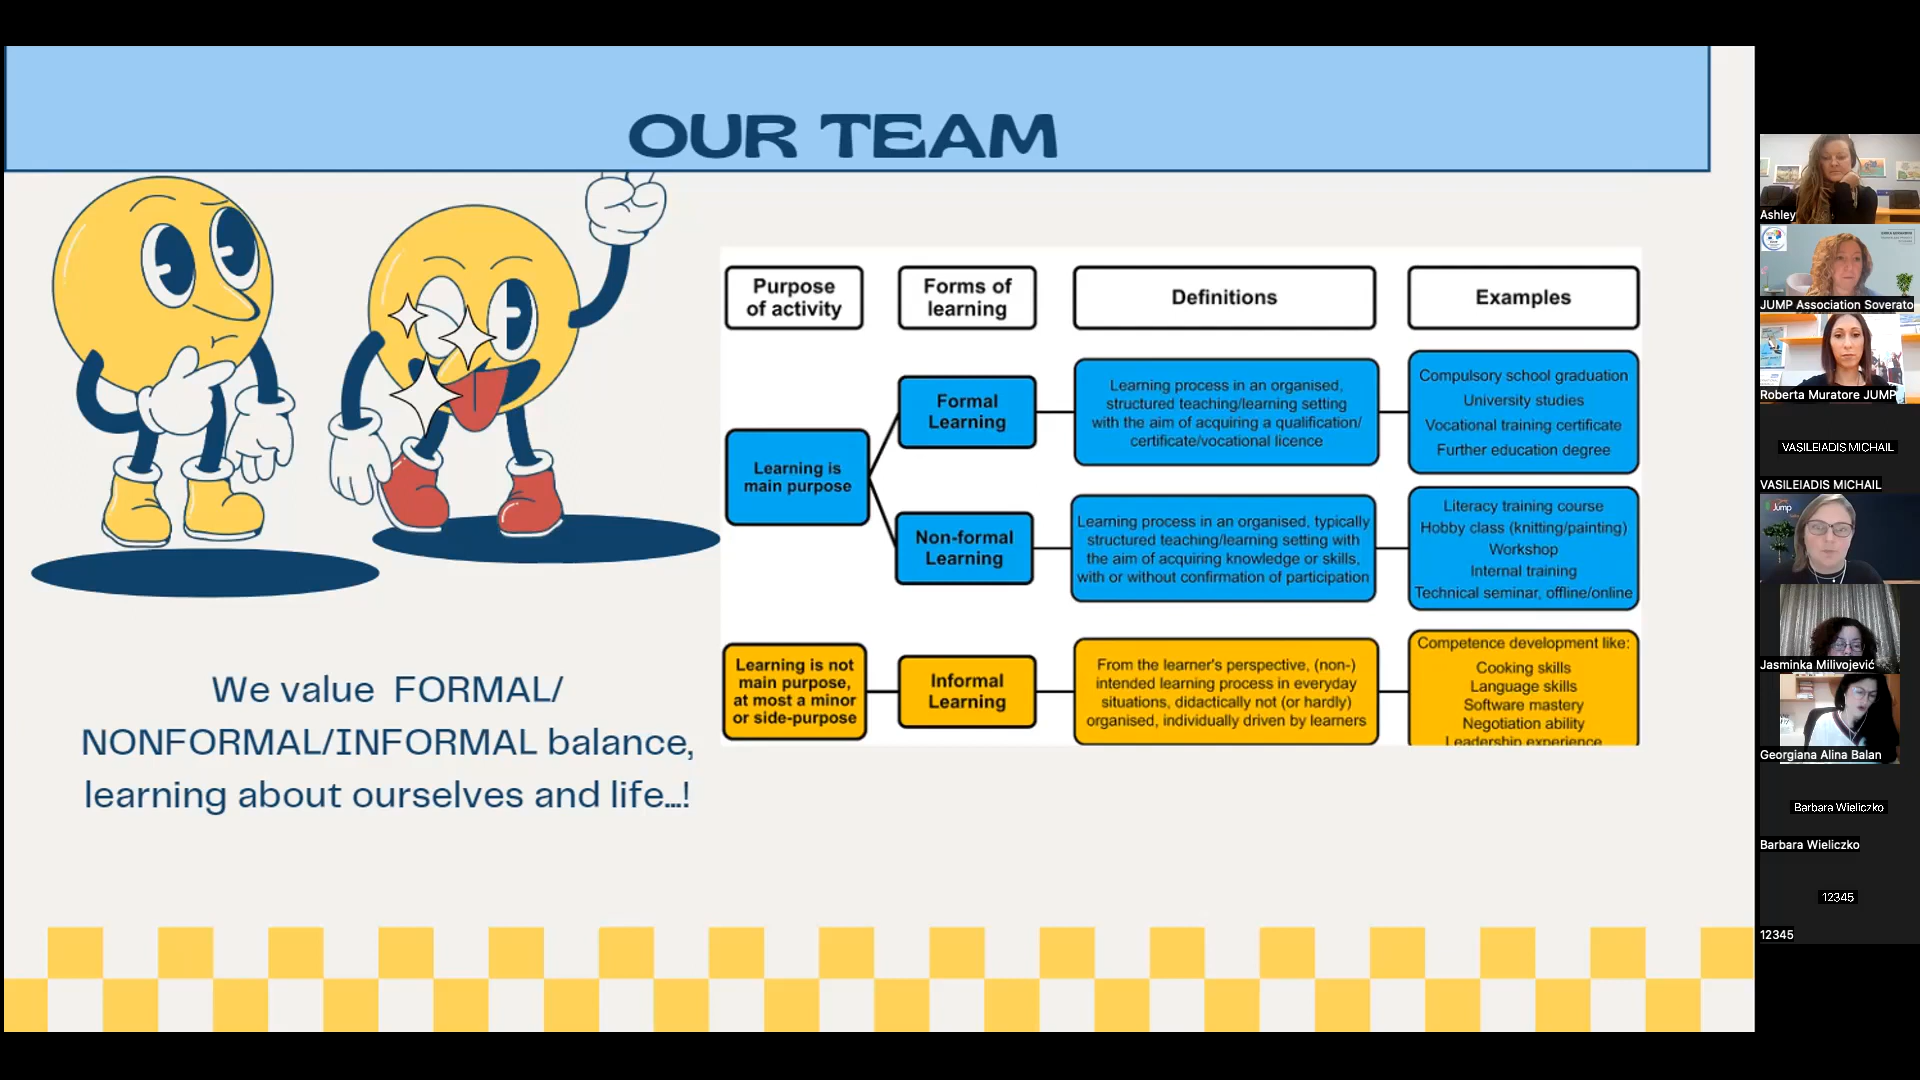 OUR TEAM
We value FORMAL/
NONFORMAL/INFORMAL balance,
learning about ourselves and life...!
Purpose
of activity
Forms of
learning
Definitions
Examples
Learning is
main purpose
Formal
Learning
Learning process in an organised,
structured teaching/learning setting
with the aim of acquiring a qualification/
certificate/vocational licence
Compulsory school graduation
University studies
Vocational training certificate
Further education degree
Non-formal
Learning
Learning process in an organised, typically
structured teaching/learning setting with
the aim of acquiring knowledge or skills,
with or without confirmation of participation
Literacy training course
Hobby class (knitting/painting)
Workshop
Internal training
Technical seminar, offline/online
Learning is not
main purpose,
at most a minor
or side-purpose
Informal
Learning
From the learner's perspective, (non-)
intended learning process in everyday
situations, didactically not (or hardly)
organised, individually driven by learners
Competence development like:
Cooking skills
Language skills
Software mastery
Negotiation ability
Leadership experience
Ashley
JUMP Association Soverato
Roberta Muratore JUMP
VASILEIADIS MICHAIL
VASILEIADIS MICHAIL
Jump
Jasminka Milivojević
Georgiana Alina Balan
Barbara Wieliczko
Barbara Wieliczko
12345
12345